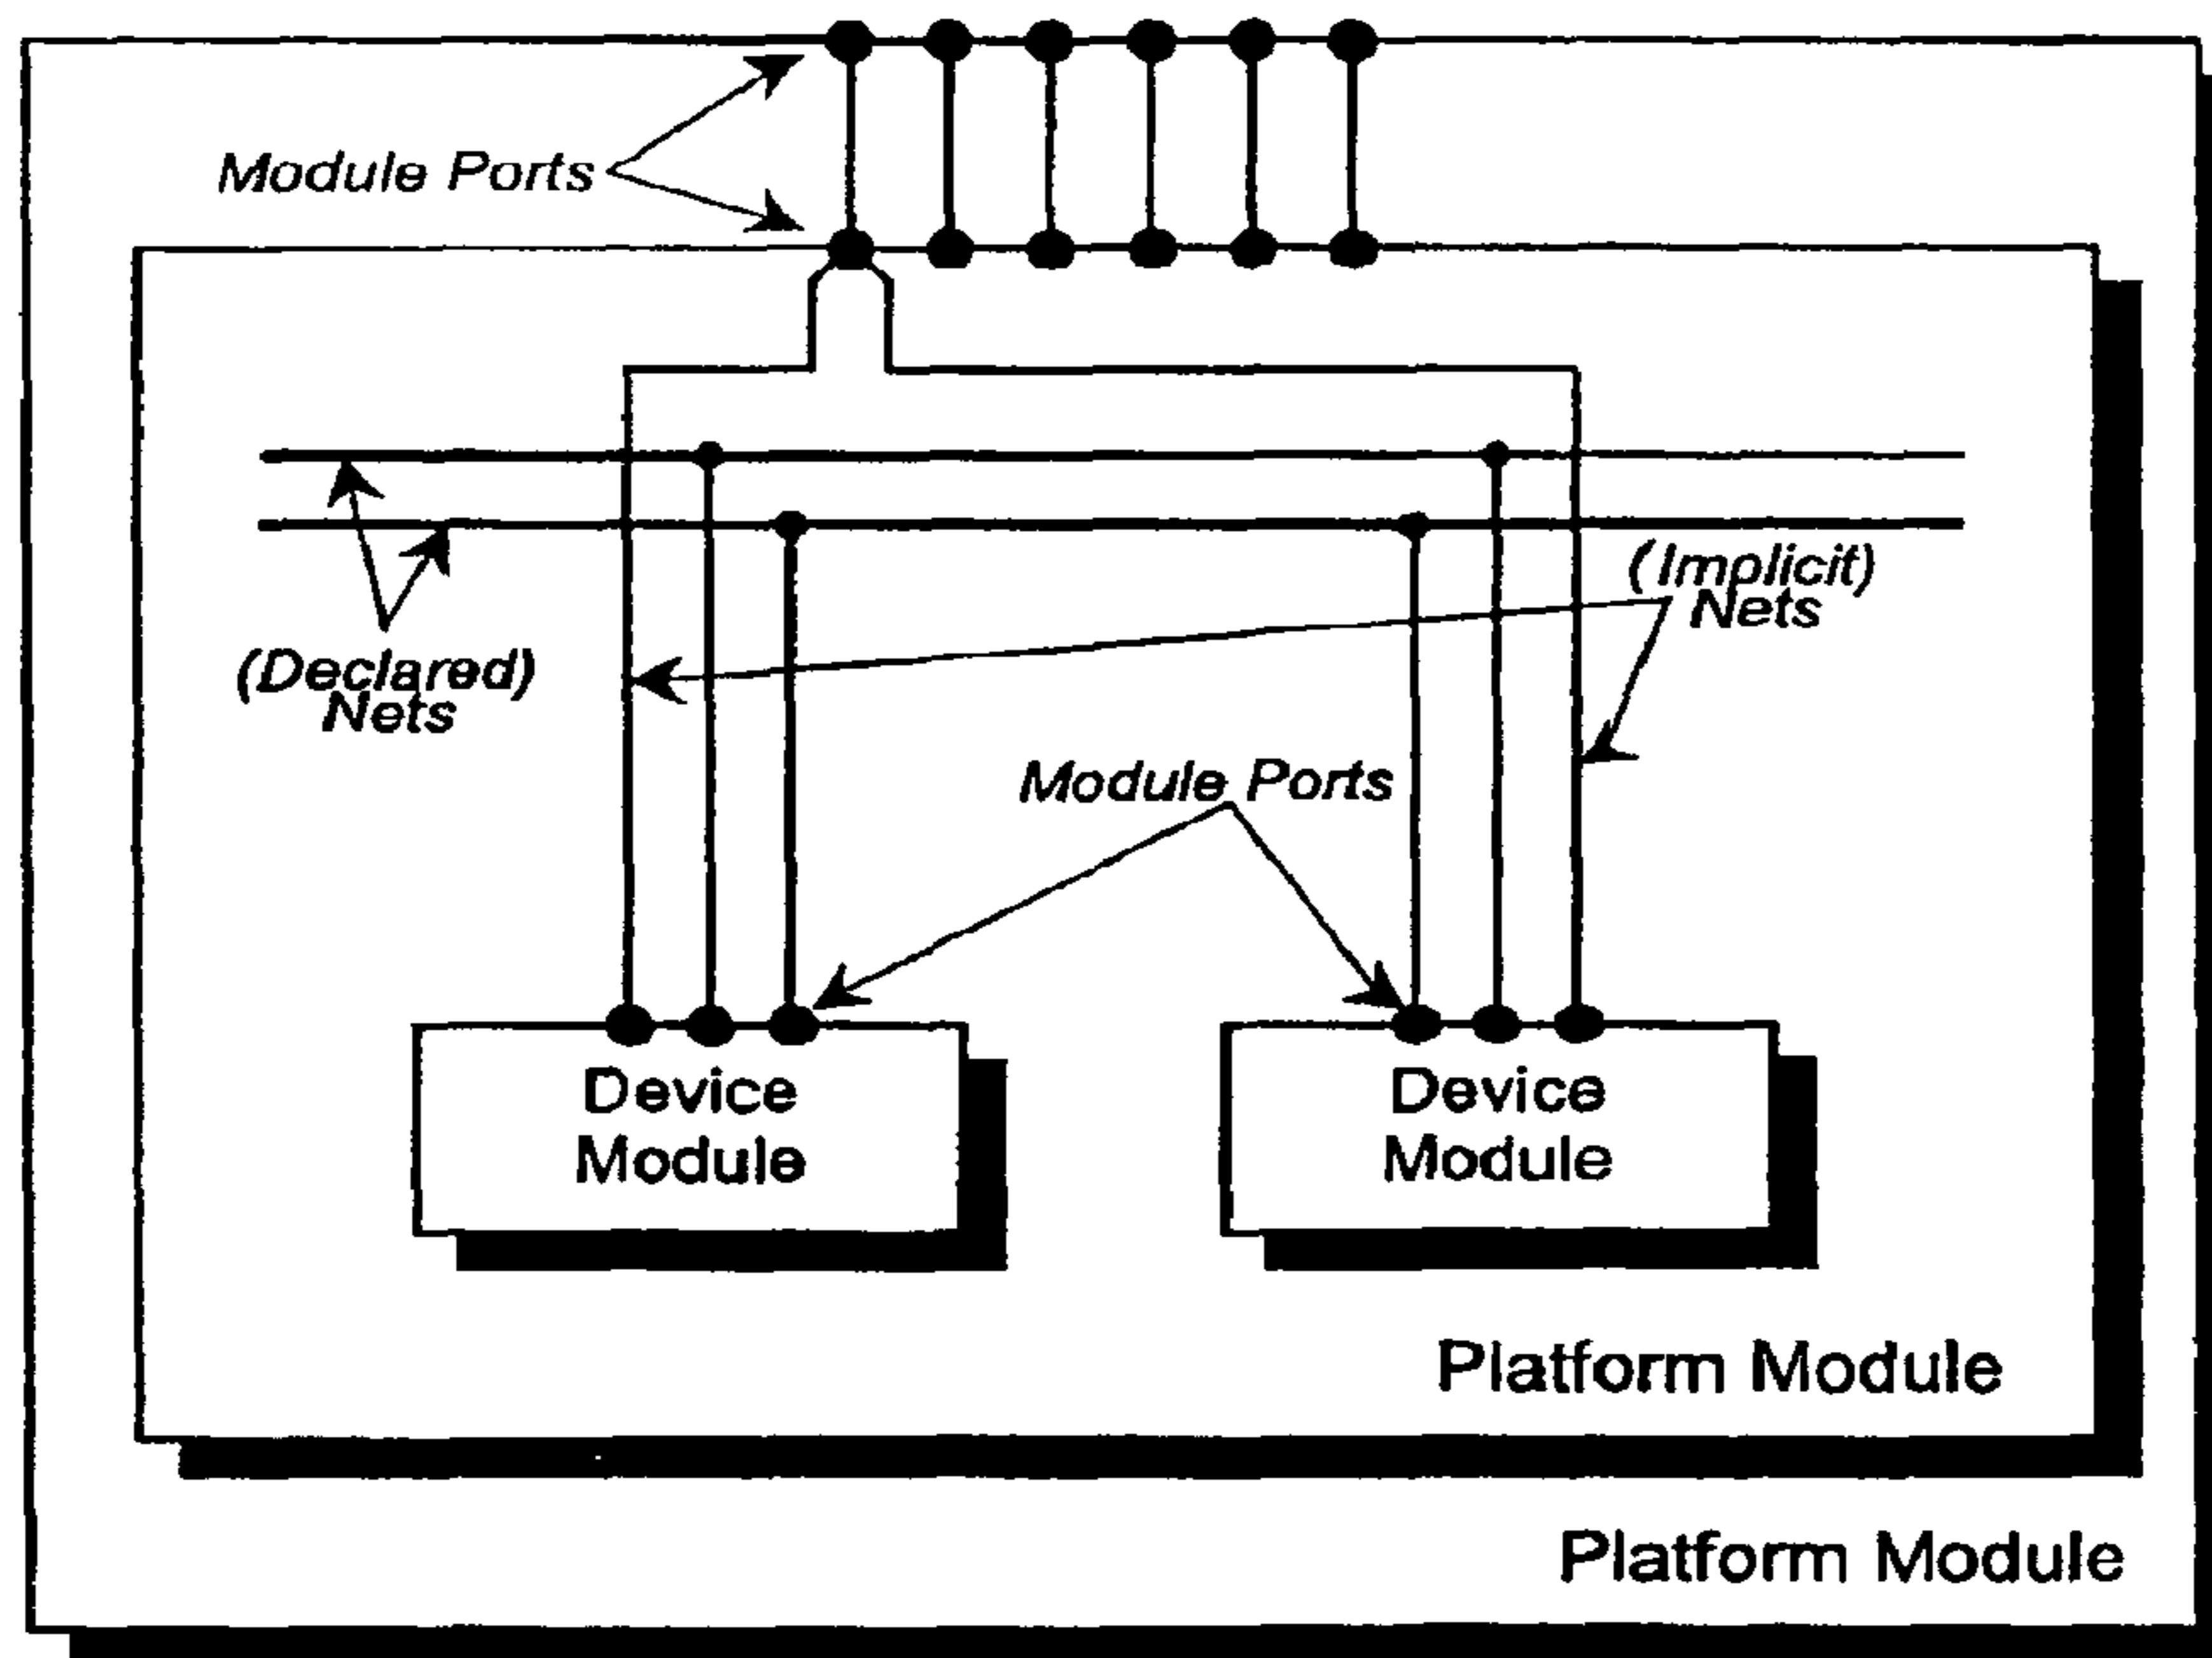 Module Ports
(Implicit)
Nets
(Declared)
Nets
Module Ports
Device
Module
Device
Module
Platform Module
Platform Module